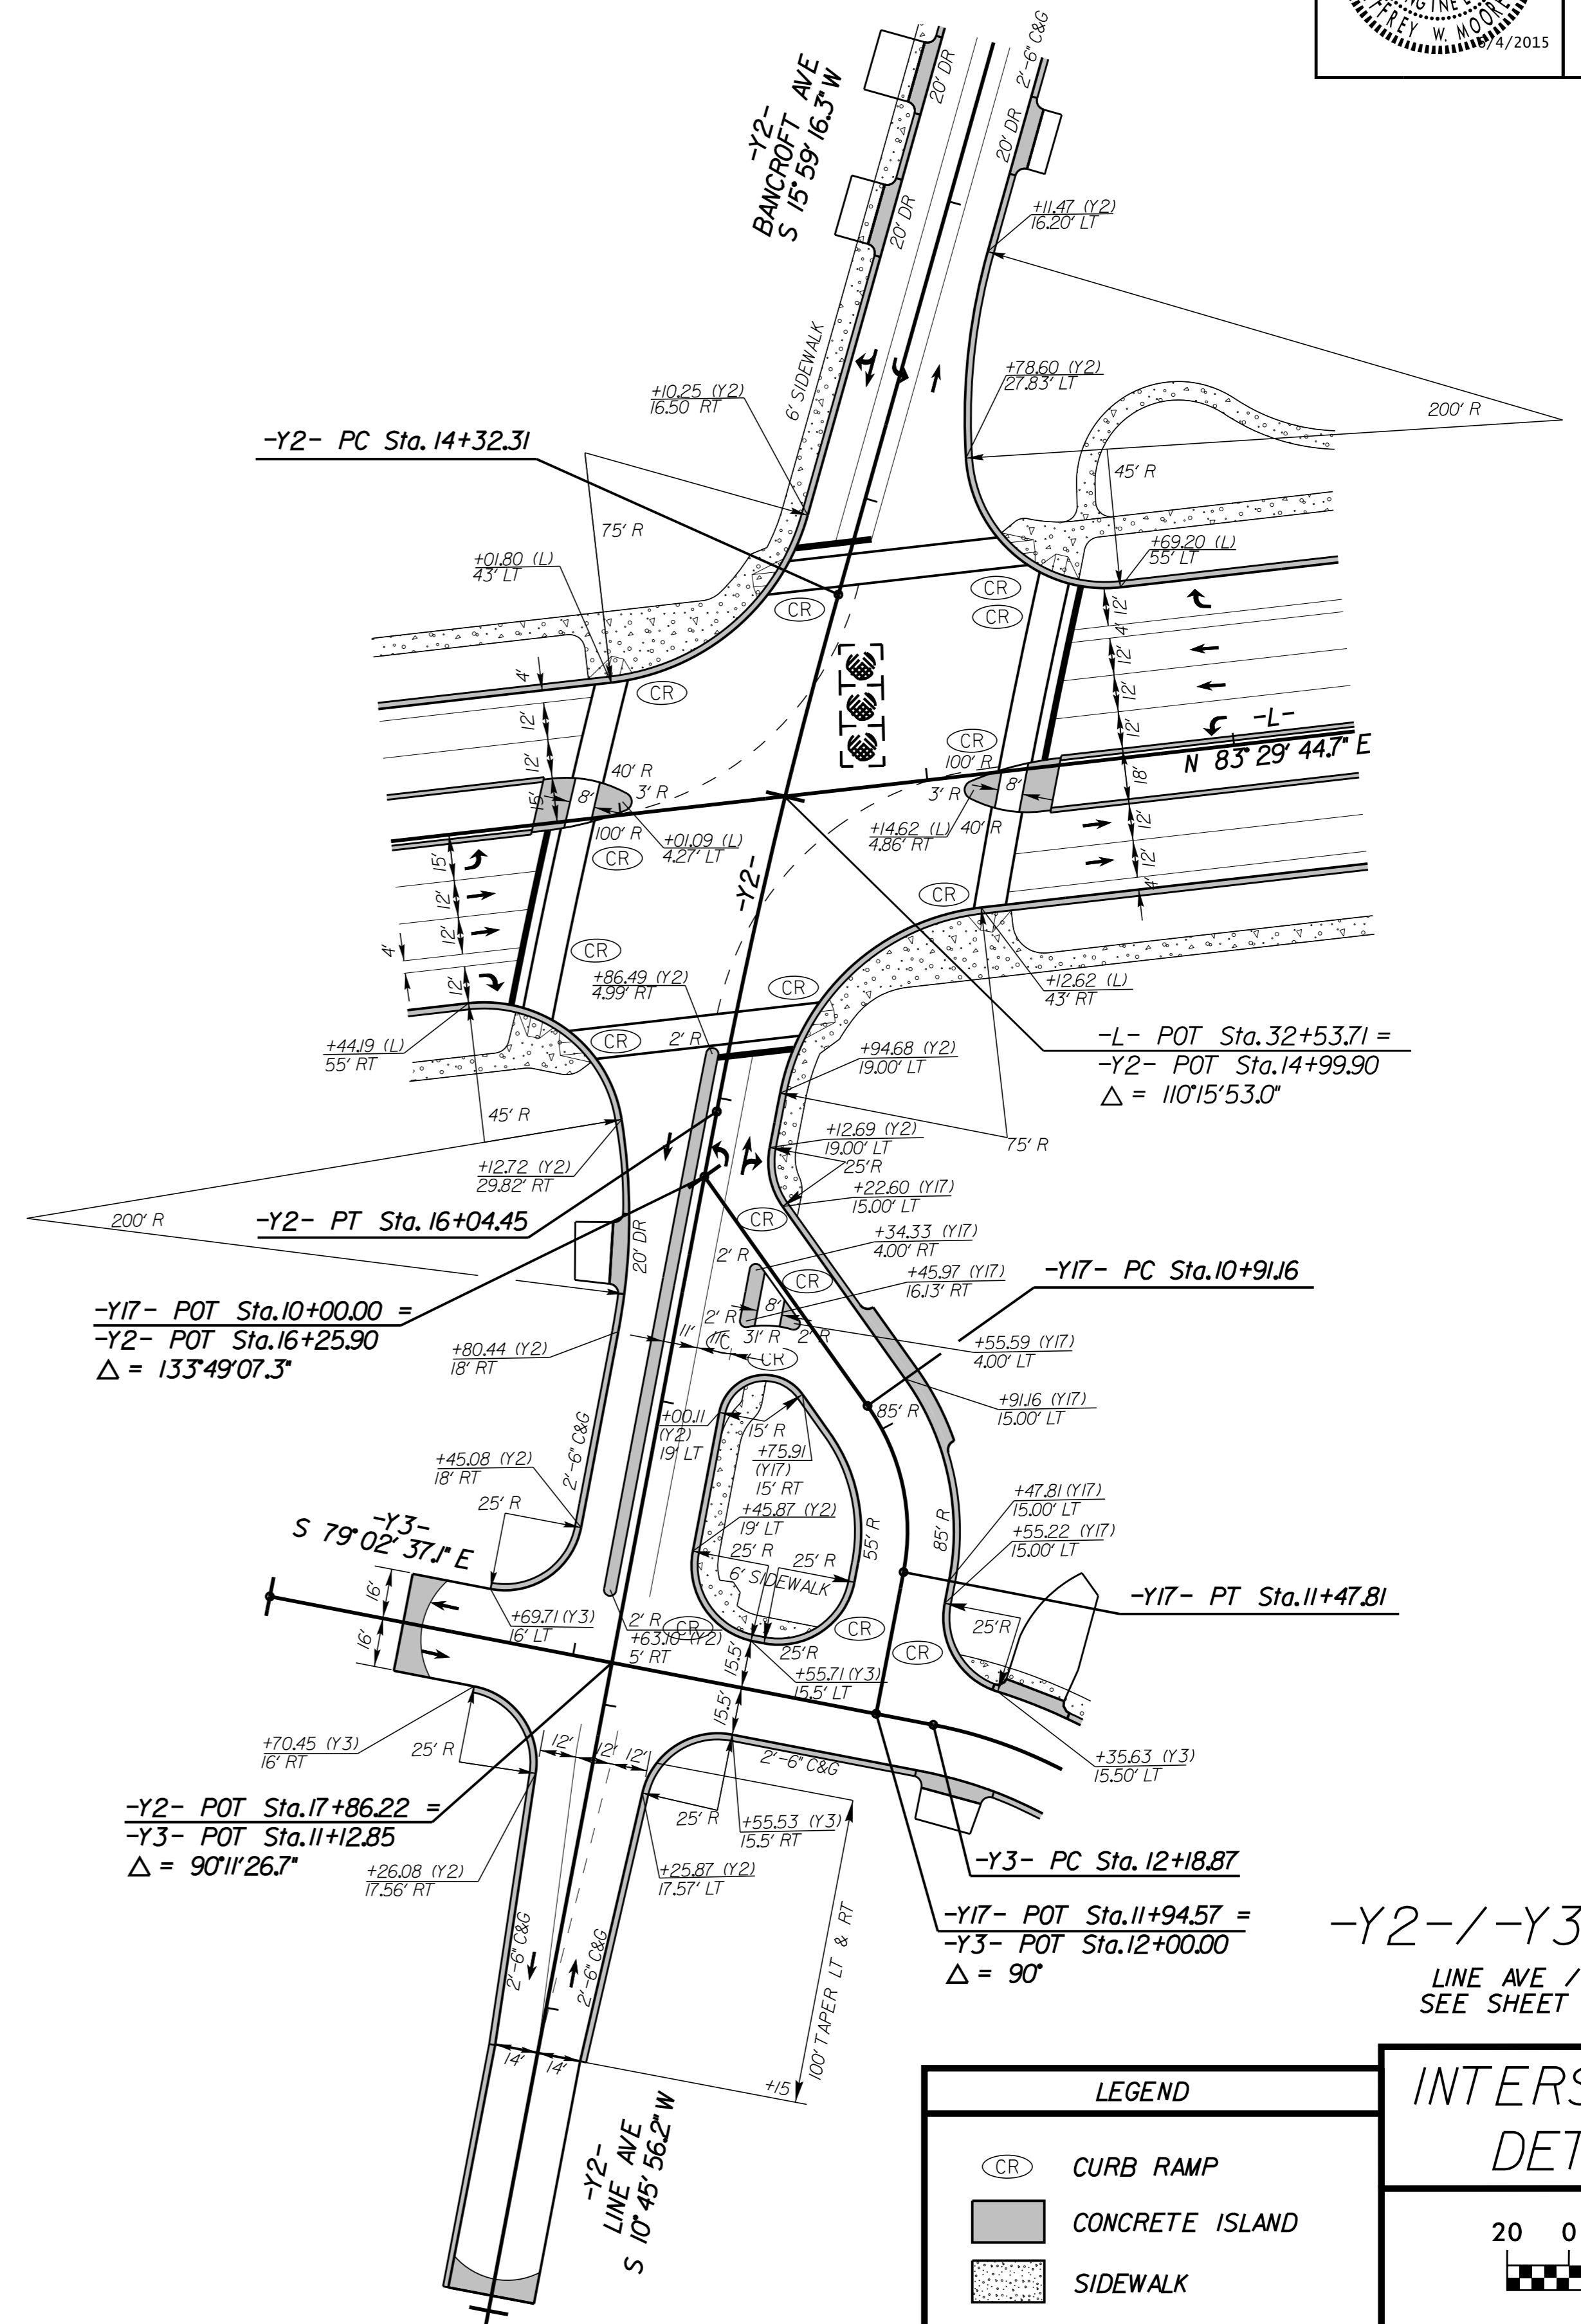 5/4/2015
JEFFREY W. MOORE
-Y2-
BANCROFT AVE
S 15° 59' 16.3" W
20' DR
20' DR
2'-6" C&G
20' DR
+11.47 (Y2)
16.20' LT
6' SIDEWALK
+10.25 (Y2)
16.50 RT
+78.60 (Y2)
27.83' LT
200' R
-Y2- PC Sta. 14+32.31
75' R
45' R
+01.80 (L)
43' LT
+69.20 (L)
55' LT
CR
CR
CR
CR
12'
4'
12'
12'
12'
18'
12'
12'
4'
4'
12'
12'
15'
CR
-L-
N 83° 29' 44.7" E
40' R
3' R
8'
100' R
100' R
3' R
8'
40' R
+01.09 (L)
4.27' LT
+14.62 (L)
4.86' RT
CR
CR
-Y2-
15'
12'
12'
4'
12'
CR
+86.49 (Y2)
4.99' RT
CR
+12.62 (L)
43' RT
CR
2' R
+44.19 (L)
55' RT
+94.68 (Y2)
19.00' LT
-L- POT Sta. 32+53.71 =
-Y2- POT Sta. 14+99.90
△ = 110°15'53.0"
45' R
75' R
+12.69 (Y2)
19.00' LT
25'R
+12.72 (Y2)
29.82' RT
+22.60 (Y17)
15.00' LT
200' R
-Y2- PT Sta. 16+04.45
20' DR
CR
+34.33 (Y17)
4.00' RT
2' R
CR
+45.97 (Y17)
16.13' RT
-Y17- PC Sta. 10+91.16
-Y17- POT Sta. 10+00.00 =
-Y2- POT Sta. 16+25.90
△ = 133°49'07.3"
2' R
8'
31' R
2' R
11'
11'
CR
+80.44 (Y2)
18' RT
+55.59 (Y17)
4.00' LT
+91.16 (Y17)
15.00' LT
85' R
+00.11
(Y2)
19' LT
15' R
+75.91
(Y17)
15' RT
2'-6" C&G
+45.08 (Y2)
18' RT
25' R
+45.87 (Y2)
19' LT
25' R
25' R
55' R
85' R
+47.81 (Y17)
15.00' LT
+55.22 (Y17)
15.00' LT
-Y3-
S 79° 02' 37.1" E
6' SIDEWALK
-Y17- PT Sta. 11+47.81
16'
16'
+69.71 (Y3)
16' LT
2' R
CR
+63.10 (Y2)
5' RT
CR
25'R
CR
25'R
15.5'
15.5'
+55.71 (Y3)
15.5' LT
+70.45 (Y3)
16' RT
25' R
12'
12'
12'
2'-6" C&G
+35.63 (Y3)
15.50' LT
-Y2- POT Sta. 17+86.22 =
-Y3- POT Sta. 11+12.85
△ = 90°11'26.7"
25' R
+55.53 (Y3)
15.5' RT
+26.08 (Y2)
17.56' RT
+25.87 (Y2)
17.57' LT
-Y3- PC Sta. 12+18.87
-Y17- POT Sta. 11+94.57 =
-Y3- POT Sta. 12+00.00
△ = 90°
2'-6" C&G
2'-6" C&G
100' TAPER LT & RT
14'
14'
+15
-Y2-
LINE AVE
S 10° 45' 56.2" W
-Y2-/-Y3
LINE AVE /
SEE SHEET
LEGEND
CR CURB RAMP
CONCRETE ISLAND
SIDEWALK
INTERS
DET
20 0